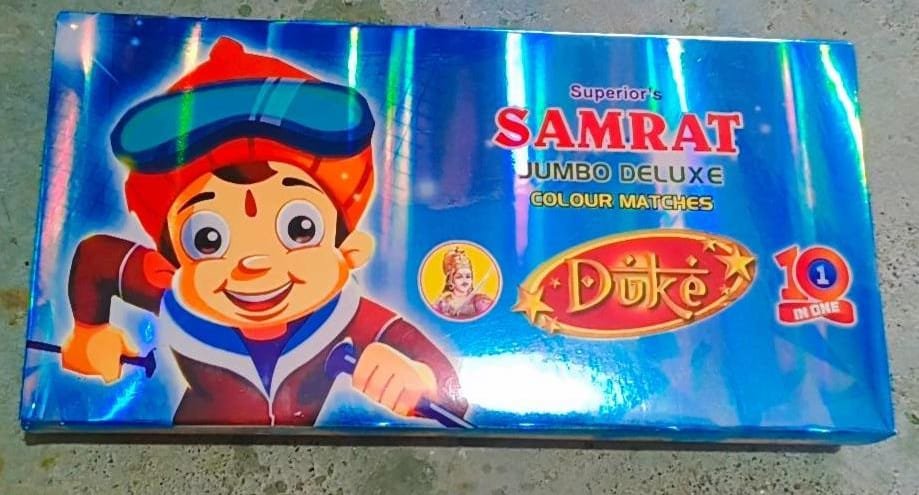 Superior's
SAMRAT
JUMBO DELUXE
COLOUR MATCHES
Duke
10
1
IN ONE